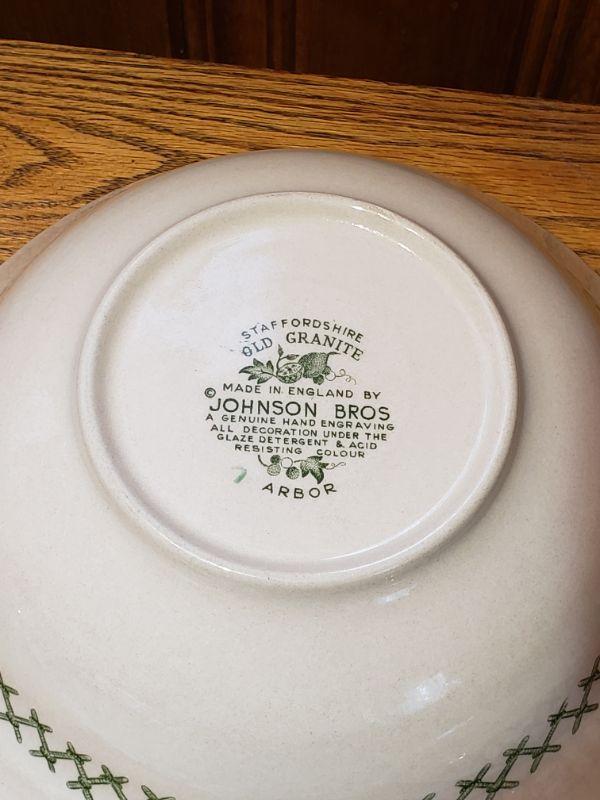 STAFFORDSHIRE
OLD GRANITE
MADE IN ENGLAND BY
©JOHNSON BROS
A GENUINE HAND ENGRAVING
ALL DECORATION UNDER THE
GLAZE DETERGENT & ACID
RESISTING COLOUR
ARBOR